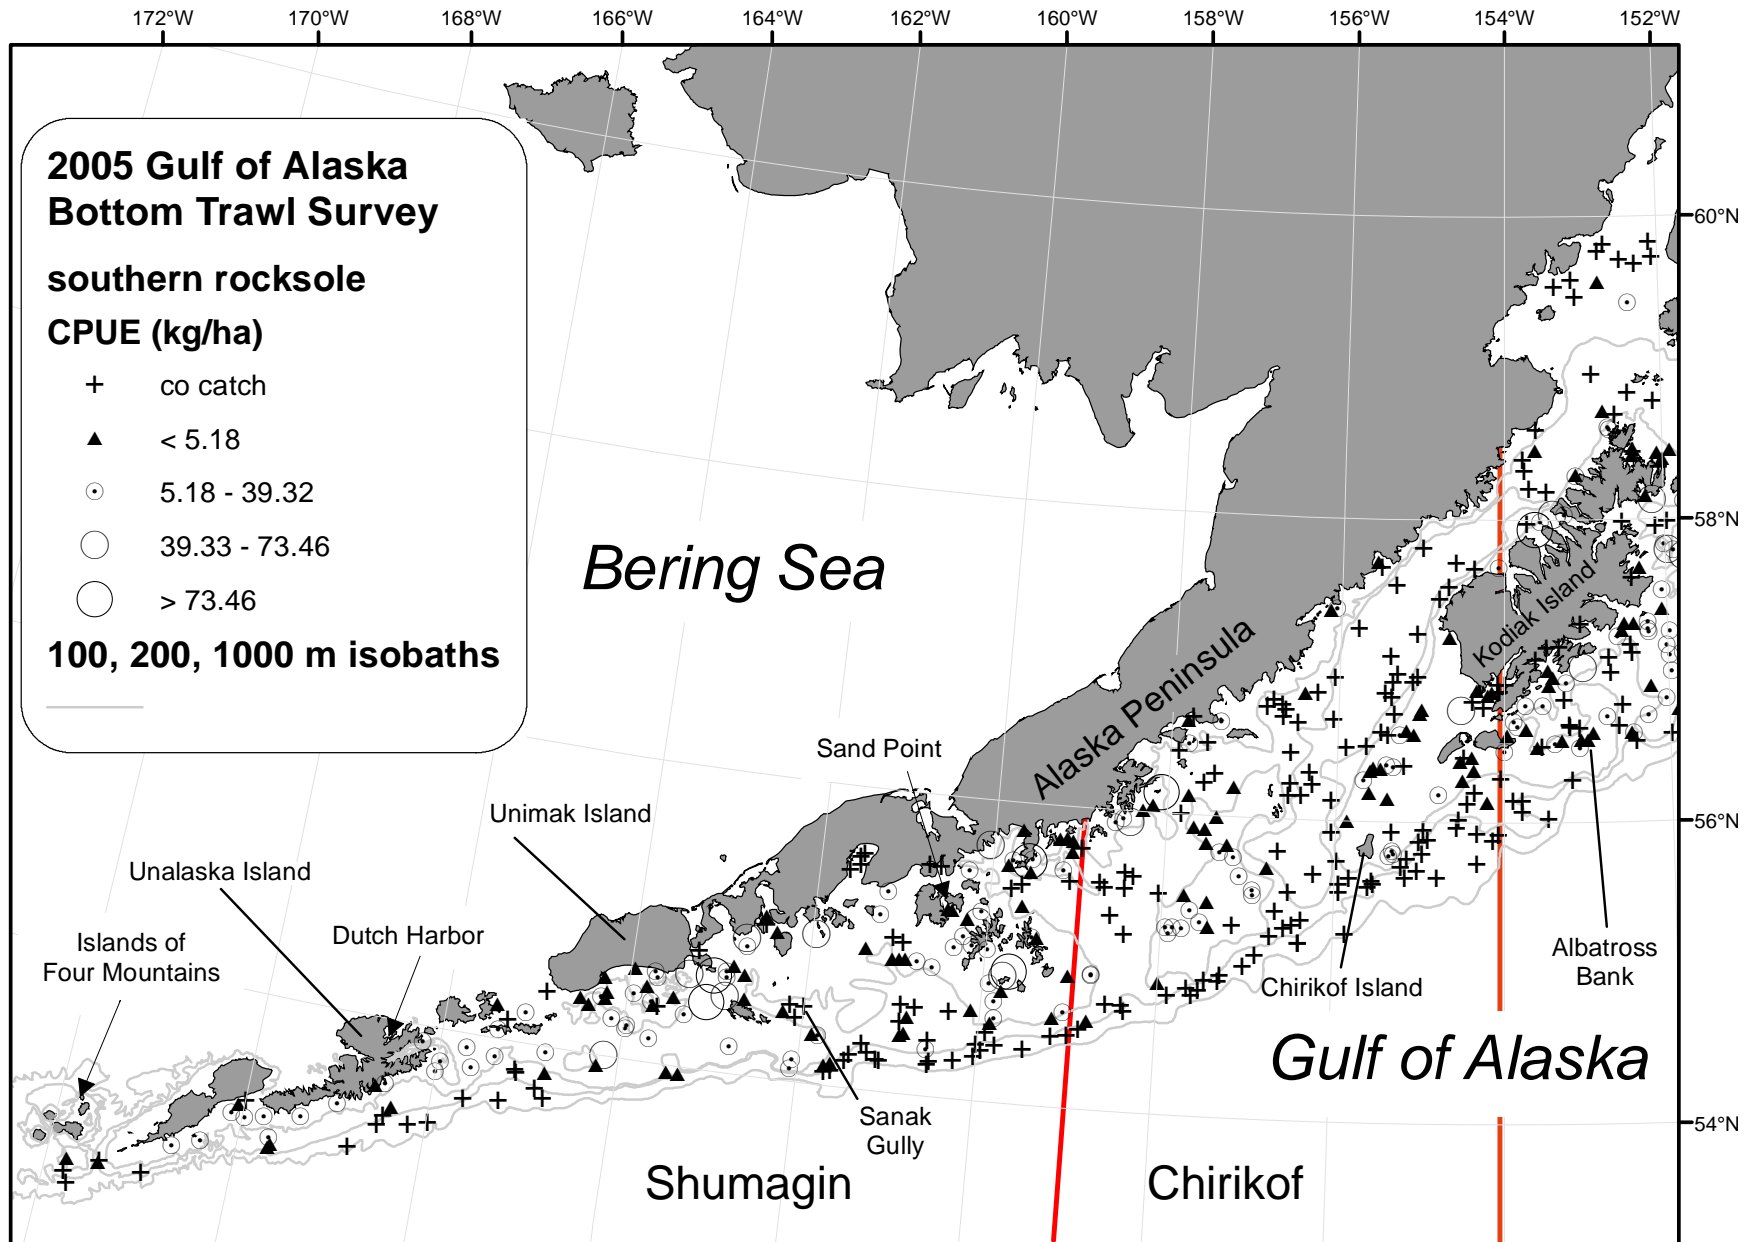 172°W 170°W 168°W 166°W 164°W 162°W 160°W 158°W 156°W 154°W 152°W
2005 Gulf of Alaska
Bottom Trawl Survey
southern rocksole
CPUE (kg/ha)
co catch
< 5.18
5.18 - 39.32
39.33 - 73.46
> 73.46
100, 200, 1000 m isobaths
60°N
58°N
56°N
54°N
Bering Sea
Alaska Peninsula
Kodiak Island
Sand Point
Unimak Island
Unalaska Island
Dutch Harbor
Islands of
Four Mountains
Albatross
Bank
Chirikof Island
Gulf of Alaska
Sanak
Gully
Shumagin
Chirikof